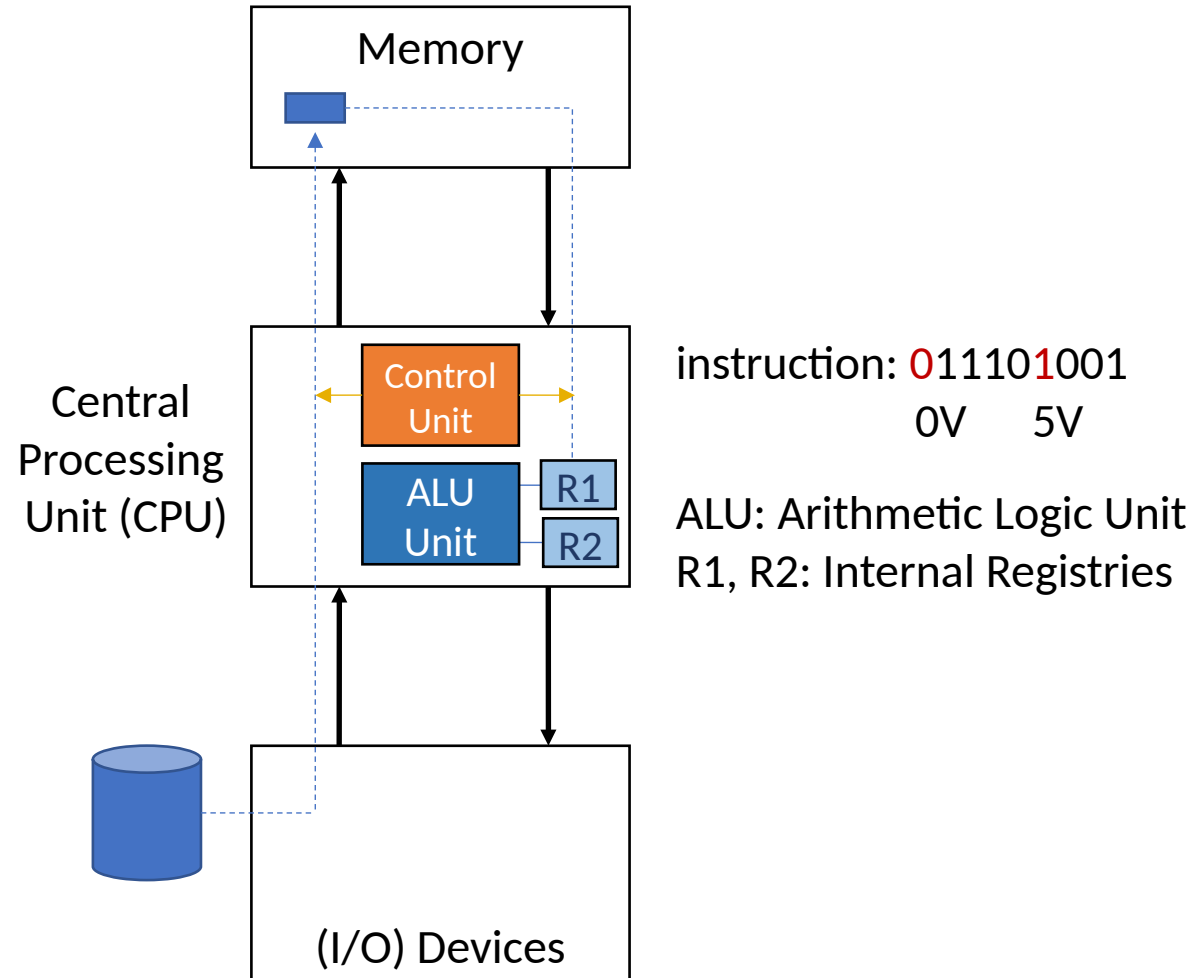 Memory
Central
Processing
Unit (CPU)
Control
Unit
ALU
Unit
R1
R2
instruction: 011101001
0V 5V
ALU: Arithmetic Logic Unit
R1, R2: Internal Registries
(I/O) Devices